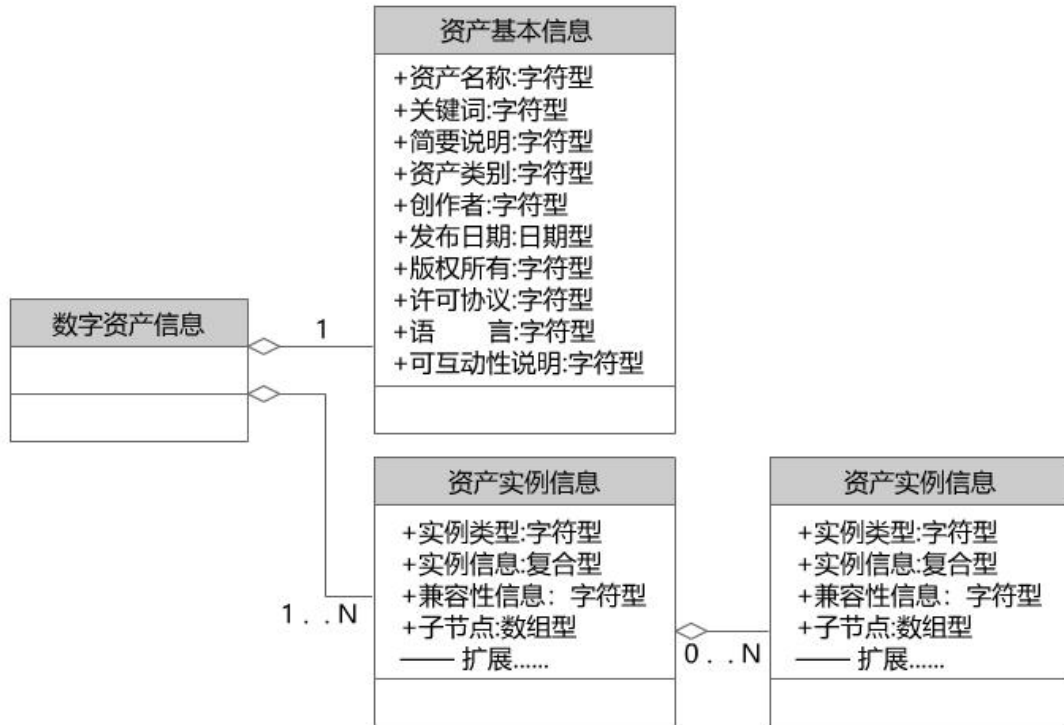 资产基本信息
+资产名称:字符型
+关键词:字符型
+简要说明:字符型
+资产类别:字符型
+创作者:字符型
+发布日期:日期型
+版权所有:字符型
+许可协议:字符型
+语 言:字符型
+可互动性说明:字符型
数字资产信息
1
1..N
资产实例信息
+实例类型:字符型
+实例信息:复合型
+兼容性信息：字符型
+子节点:数组型
—— 扩展......
0..N
资产实例信息
+实例类型:字符型
+实例信息:复合型
+兼容性信息：字符型
+子节点:数组型
—— 扩展......